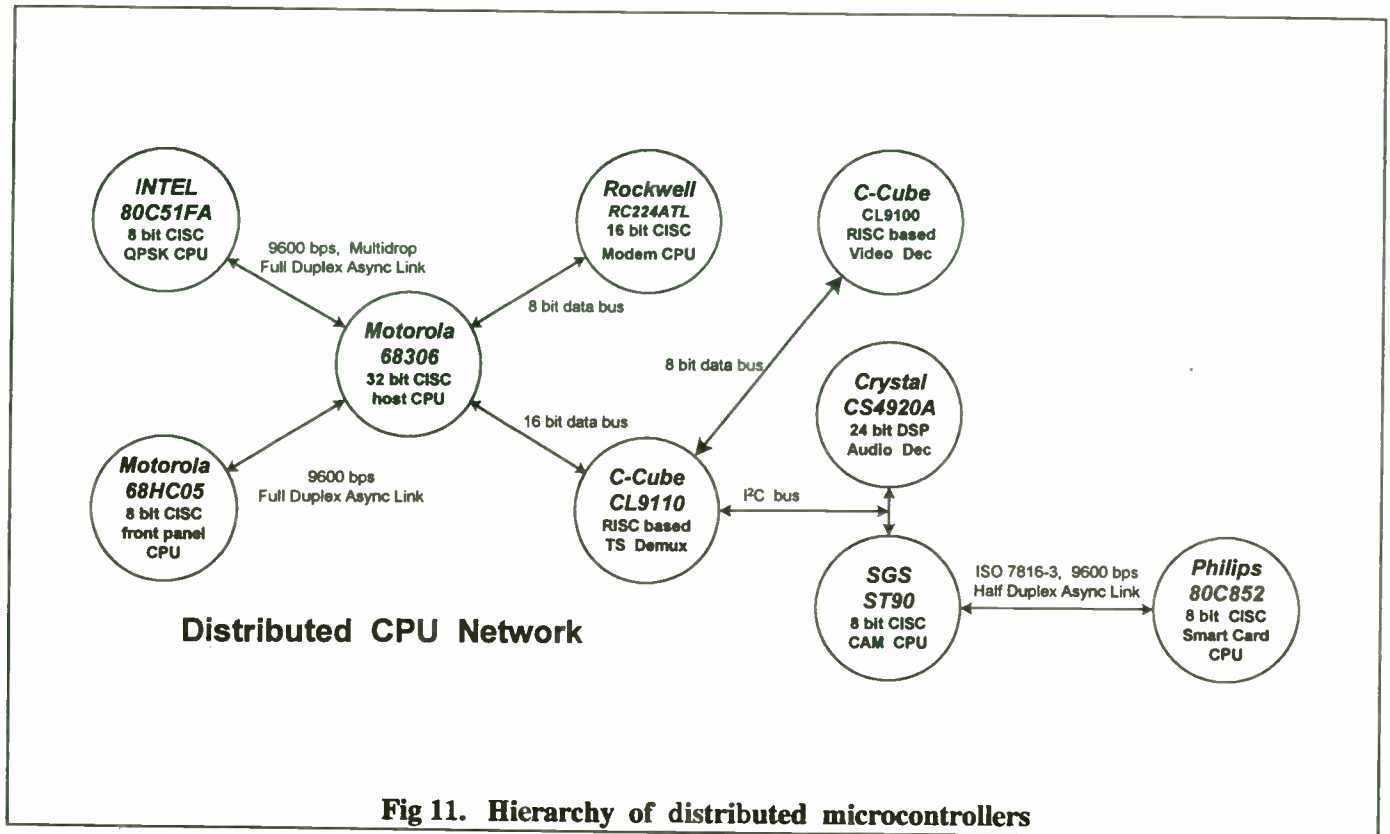 INTEL
80C51FA
8 bit CISC
QPSK CPU
9600 bps, Multidrop
Full Duplex Async Link
Rockwell
RC224ATL
16 bit CISC
Modem CPU
8 bit data bus
C-Cube
CL9100
RISC based
Video Dec
Motorola
68306
32 bit CISC
host CPU
8 bit data bus
Crystal
CS4920A
24 bit DSP
Audio Dec
16 bit data bus
Motorola
68HC05
8 bit CISC
front panel
CPU
9600 bps
Full Duplex Async Link
C-Cube
CL9110
RISC based
TS Demux
I²C bus
SGS
ST90
8 bit CISC
CAM CPU
ISO 7816-3, 9600 bps
Half Duplex Async Link
Philips
80C852
8 bit CISC
Smart Card
CPU
Distributed CPU Network
Fig 11. Hierarchy of distributed microcontrollers